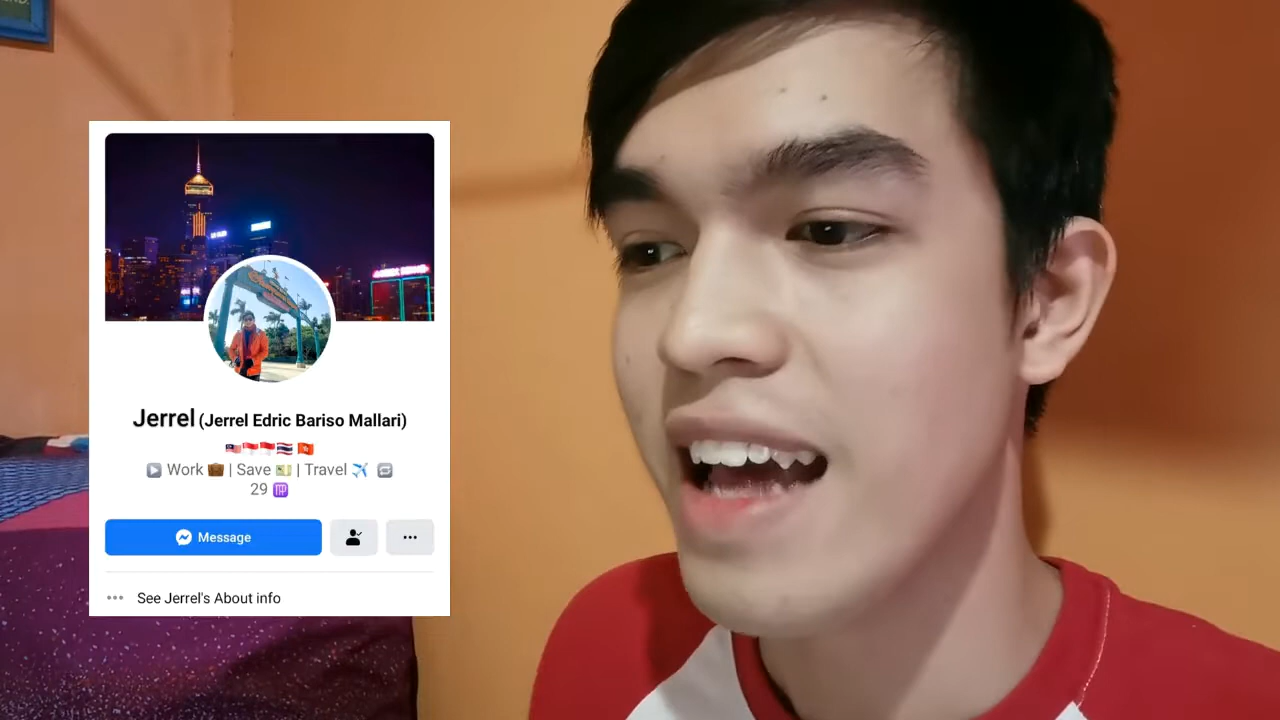 Jerrel (Jerrel Edric Bariso Mallari)
Work | Save | Travel
29
Message
See Jerrel's About info